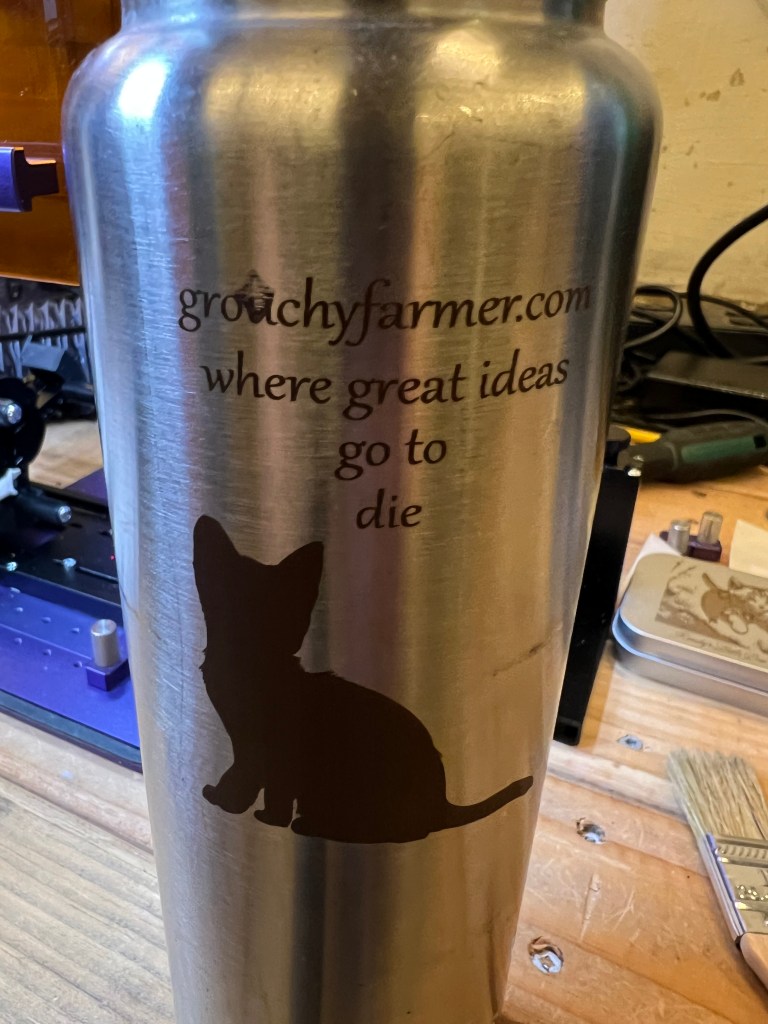 grouchyfarmer.com
where great ideas
go to
die